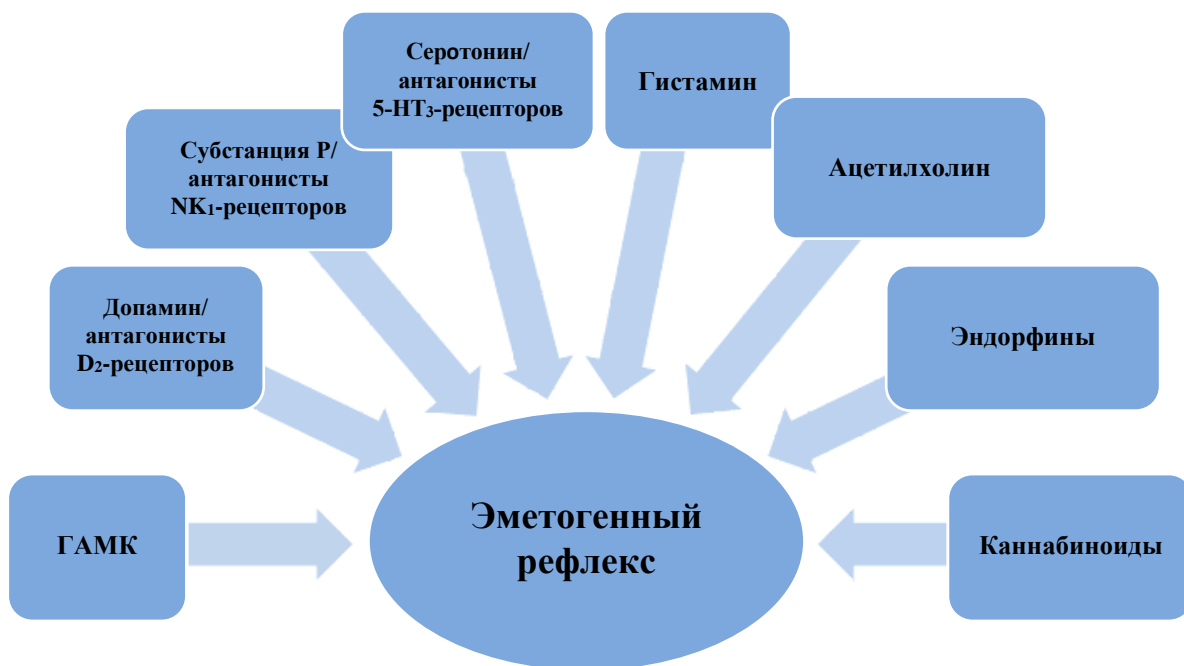 Серотонин/
антагонисты
5-HT3-рецепторов
Гистамин
Субстанция P/
антагонисты
NK1-рецепторов
Ацетилхолин
Допамин/
антагонисты
D2-рецепторов
Эндорфины
ГАМК
Эметогенный
рефлекс
Каннабиноиды